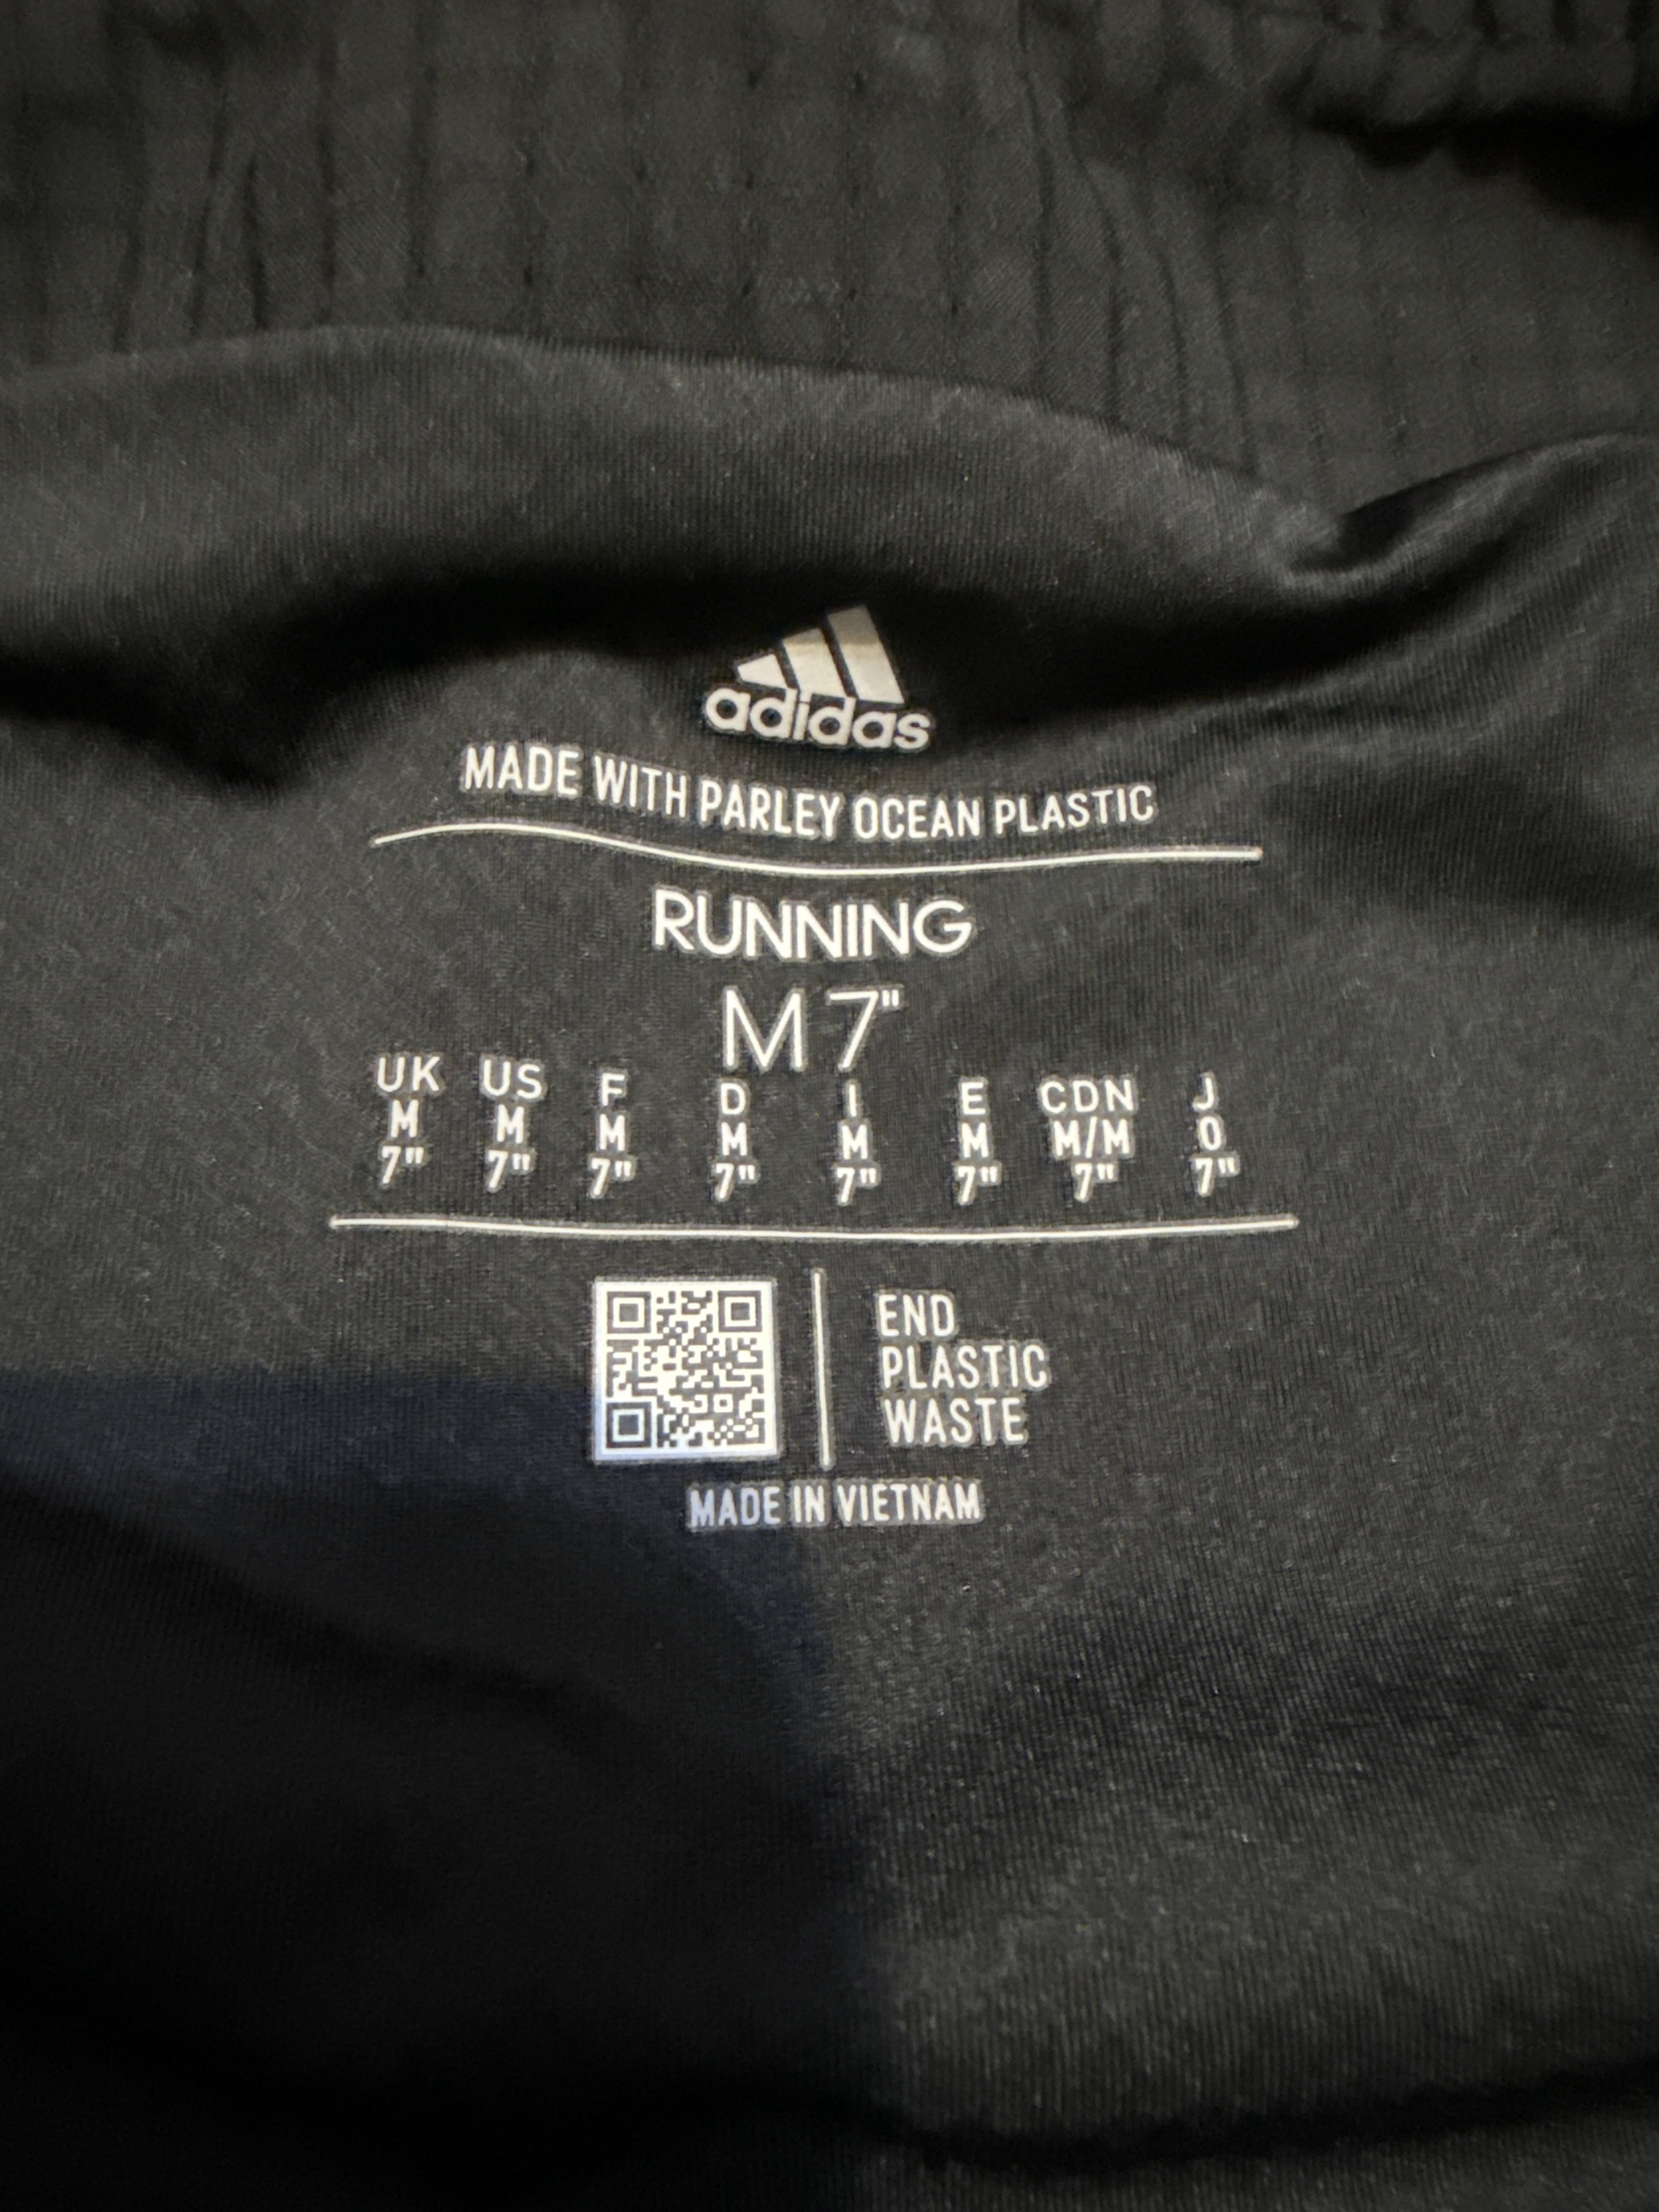 adidas
MADE WITH PARLEY OCEAN PLASTIC
RUNNING
M 7"
UK US F D I E CDN J
M M M M M M M/M O
7" 7" 7" 7" 7" 7" 7" 7"
END
PLASTIC
WASTE
MADE IN VIETNAM